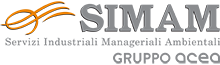 SIMAM
Servizi Industriali Manageriali Ambientali
GRUPPO acea